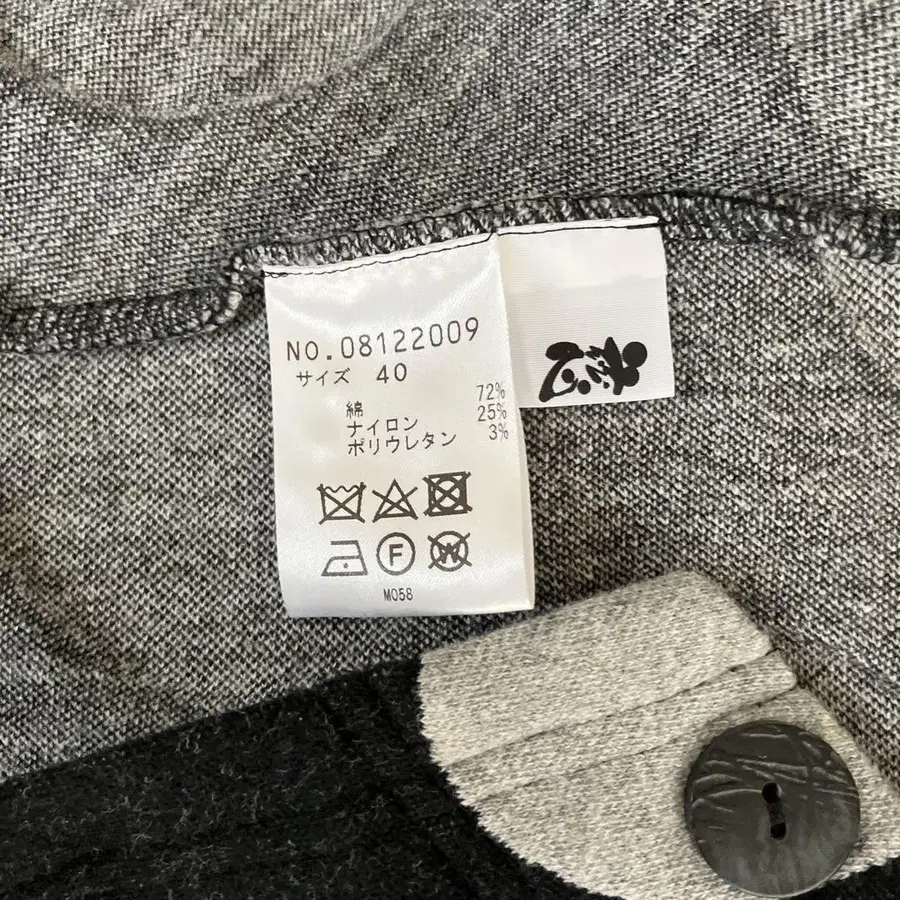 NO.08122009
サイズ 40
綿 72%
ナイロン 25%
ポリウレタン 3%
F
W
M058